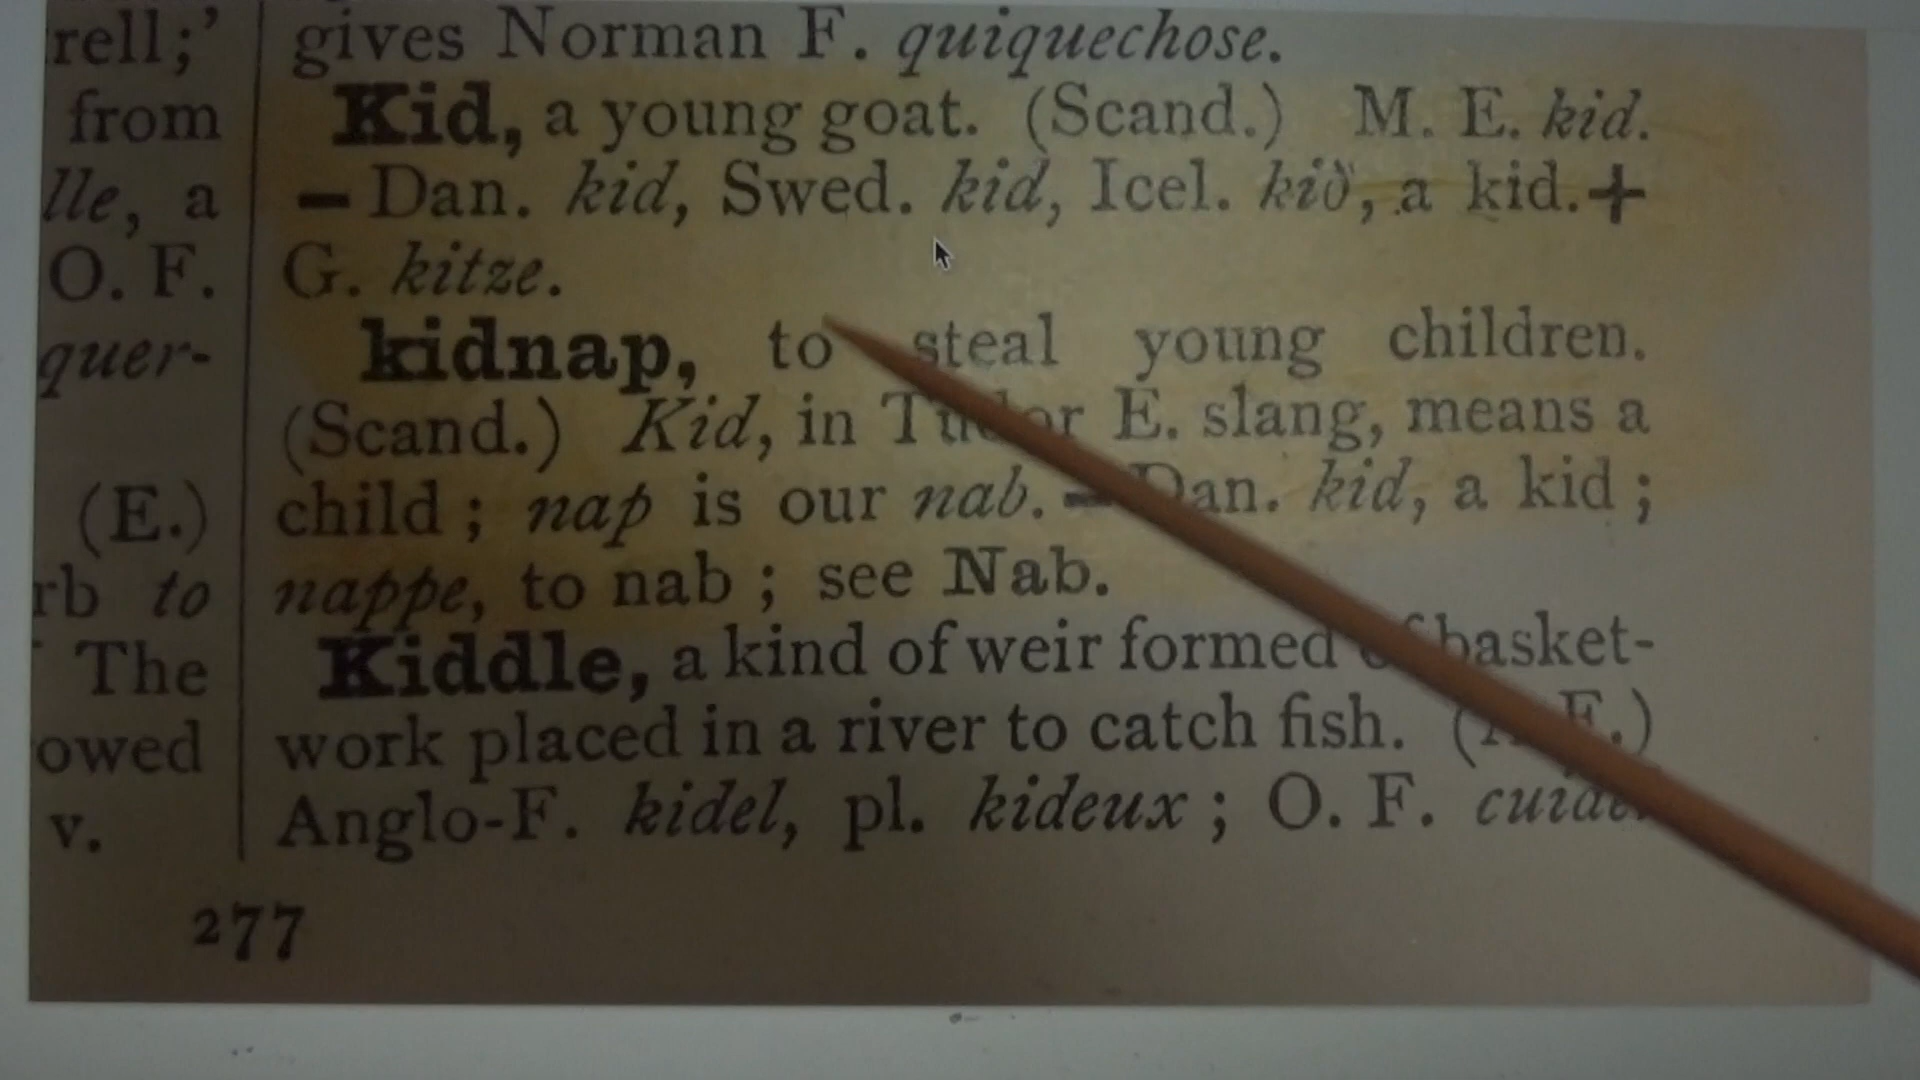 rell;’
from
lle, a
O. F.
quer-
(E.)
rb to
The
owed
v.
gives Norman F. quiquechose.
Kid, a young goat. (Scand.) M. E. kid.
– Dan. kid, Swed. kid, Icel. kið, a kid.+
G. kitze.
kidnap, to steal young children.
(Scand.) Kid, in Tudor E. slang, means a
child ; nap is our nab. – Dan. kid, a kid ;
nappe, to nab ; see Nab.
Kiddle, a kind of weir formed of basket-
work placed in a river to catch fish.
Anglo-F. kidel, pl. kideux ; O. F.
277